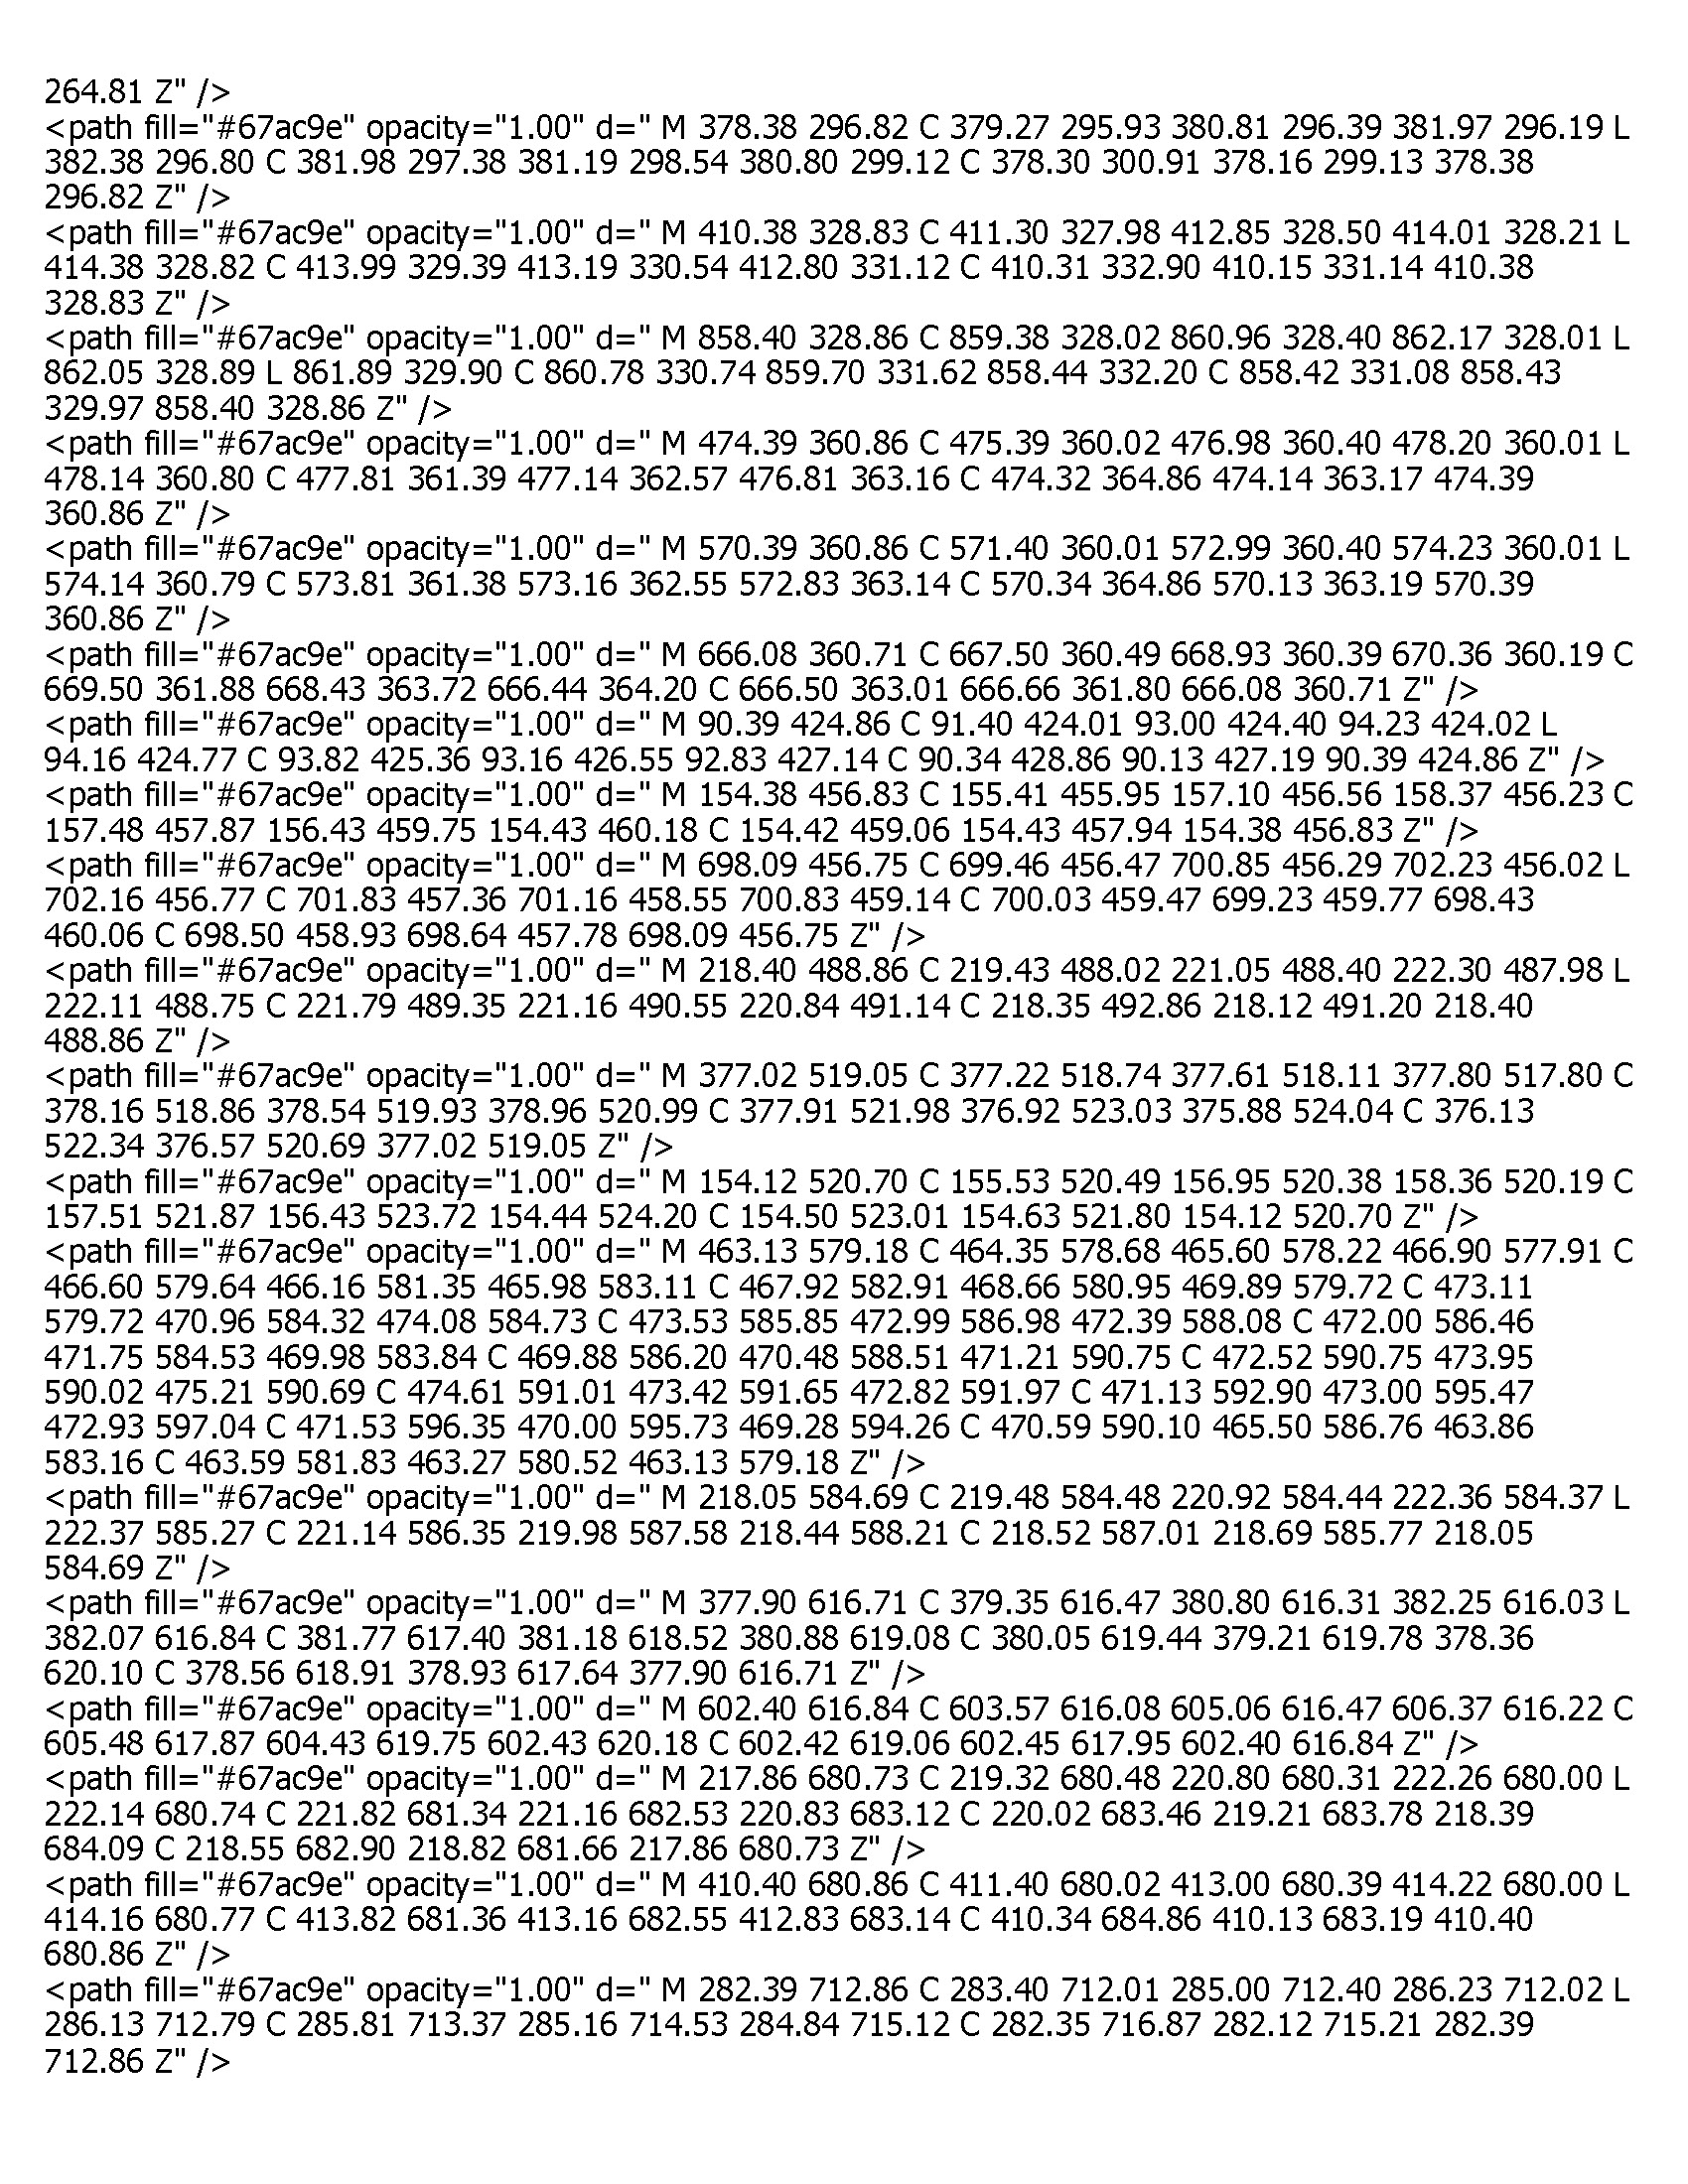 264.81 Z" />
<path fill="#67ac9e" opacity="1.00" d=" M 378.38 296.82 C 379.27 295.93 380.81 296.39 381.97 296.19 L
382.38 296.80 C 381.98 297.38 381.19 298.54 380.80 299.12 C 378.30 300.91 378.16 299.13 378.38
296.82 Z" />
<path fill="#67ac9e" opacity="1.00" d=" M 410.38 328.83 C 411.30 327.98 412.85 328.50 414.01 328.21 L
414.38 328.82 C 413.99 329.39 413.19 330.54 412.80 331.12 C 410.31 332.90 410.15 331.14 410.38
328.83 Z" />
<path fill="#67ac9e" opacity="1.00" d=" M 858.40 328.86 C 859.38 328.02 860.96 328.40 862.17 328.01 L
862.05 328.89 L 861.89 329.90 C 860.78 330.74 859.70 331.62 858.44 332.20 C 858.42 331.08 858.43
329.97 858.40 328.86 Z" />
<path fill="#67ac9e" opacity="1.00" d=" M 474.39 360.86 C 475.39 360.02 476.98 360.40 478.20 360.01 L
478.14 360.80 C 477.81 361.39 477.14 362.57 476.81 363.16 C 474.32 364.86 474.14 363.17 474.39
360.86 Z" />
<path fill="#67ac9e" opacity="1.00" d=" M 570.39 360.86 C 571.40 360.01 572.99 360.40 574.23 360.01 L
574.14 360.79 C 573.81 361.38 573.16 362.55 572.83 363.14 C 570.34 364.86 570.13 363.19 570.39
360.86 Z" />
<path fill="#67ac9e" opacity="1.00" d=" M 666.08 360.71 C 667.50 360.49 668.93 360.39 670.36 360.19 C
669.50 361.88 668.43 363.72 666.44 364.20 C 666.50 363.01 666.66 361.80 666.08 360.71 Z" />
<path fill="#67ac9e" opacity="1.00" d=" M 90.39 424.86 C 91.40 424.01 93.00 424.40 94.23 424.02 L
94.16 424.77 C 93.82 425.36 93.16 426.55 92.83 427.14 C 90.34 428.86 90.13 427.19 90.39 424.86 Z" />
<path fill="#67ac9e" opacity="1.00" d=" M 154.38 456.83 C 155.41 455.95 157.10 456.56 158.37 456.23 C
157.48 457.87 156.43 459.75 154.43 460.18 C 154.42 459.06 154.43 457.94 154.38 456.83 Z" />
<path fill="#67ac9e" opacity="1.00" d=" M 698.09 456.75 C 699.46 456.47 700.85 456.29 702.23 456.02 L
702.16 456.77 C 701.83 457.36 701.16 458.55 700.83 459.14 C 700.03 459.47 699.23 459.77 698.43
460.06 C 698.50 458.93 698.64 457.78 698.09 456.75 Z" />
<path fill="#67ac9e" opacity="1.00" d=" M 218.40 488.86 C 219.43 488.02 221.05 488.40 222.30 487.98 L
222.11 488.75 C 221.79 489.35 221.16 490.55 220.84 491.14 C 218.35 492.86 218.12 491.20 218.40
488.86 Z" />
<path fill="#67ac9e" opacity="1.00" d=" M 377.02 519.05 C 377.22 518.74 377.61 518.11 377.80 517.80 C
378.16 518.86 378.54 519.93 378.96 520.99 C 377.91 521.98 376.92 523.03 375.88 524.04 C 376.13
522.34 376.57 520.69 377.02 519.05 Z" />
<path fill="#67ac9e" opacity="1.00" d=" M 154.12 520.70 C 155.53 520.49 156.95 520.38 158.36 520.19 C
157.51 521.87 156.43 523.72 154.44 524.20 C 154.50 523.01 154.63 521.80 154.12 520.70 Z" />
<path fill="#67ac9e" opacity="1.00" d=" M 463.13 579.18 C 464.35 578.68 465.60 578.22 466.90 577.91 C
466.60 579.64 466.16 581.35 465.98 583.11 C 467.92 582.91 468.66 580.95 469.89 579.72 C 473.11
579.72 470.96 584.32 474.08 584.73 C 473.53 585.85 472.99 586.98 472.39 588.08 C 472.00 586.46
471.75 584.53 469.98 583.84 C 469.88 586.20 470.48 588.51 471.21 590.75 C 472.52 590.75 473.95
590.02 475.21 590.69 C 474.61 591.01 473.42 591.65 472.82 591.97 C 471.13 592.90 473.00 595.47
472.93 597.04 C 471.53 596.35 470.00 595.73 469.28 594.26 C 470.59 590.10 465.50 586.76 463.86
583.16 C 463.59 581.83 463.27 580.52 463.13 579.18 Z" />
<path fill="#67ac9e" opacity="1.00" d=" M 218.05 584.69 C 219.48 584.48 220.92 584.44 222.36 584.37 L
222.37 585.27 C 221.14 586.35 219.98 587.58 218.44 588.21 C 218.52 587.01 218.69 585.77 218.05
584.69 Z" />
<path fill="#67ac9e" opacity="1.00" d=" M 377.90 616.71 C 379.35 616.47 380.80 616.31 382.25 616.03 L
382.07 616.84 C 381.77 617.40 381.18 618.52 380.88 619.08 C 380.05 619.44 379.21 619.78 378.36
620.10 C 378.56 618.91 378.93 617.64 377.90 616.71 Z" />
<path fill="#67ac9e" opacity="1.00" d=" M 602.40 616.84 C 603.57 616.08 605.06 616.47 606.37 616.22 C
605.48 617.87 604.43 619.75 602.43 620.18 C 602.42 619.06 602.45 617.95 602.40 616.84 Z" />
<path fill="#67ac9e" opacity="1.00" d=" M 217.86 680.73 C 219.32 680.48 220.80 680.31 222.26 680.00 L
222.14 680.74 C 221.82 681.34 221.16 682.53 220.83 683.12 C 220.02 683.46 219.21 683.78 218.39
684.09 C 218.55 682.90 218.82 681.66 217.86 680.73 Z" />
<path fill="#67ac9e" opacity="1.00" d=" M 410.40 680.86 C 411.40 680.02 413.00 680.39 414.22 680.00 L
414.16 680.77 C 413.82 681.36 413.16 682.55 412.83 683.14 C 410.34 684.86 410.13 683.19 410.40
680.86 Z" />
<path fill="#67ac9e" opacity="1.00" d=" M 282.39 712.86 C 283.40 712.01 285.00 712.40 286.23 712.02 L
286.13 712.79 C 285.81 713.37 285.16 714.53 284.84 715.12 C 282.35 716.87 282.12 715.21 282.39
712.86 Z" />